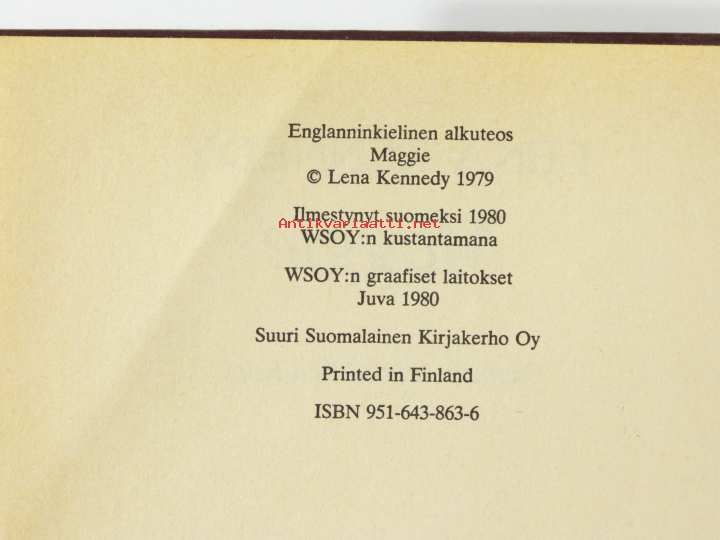 Englanninkielinen alkuteos
Maggie
© Lena Kennedy 1979
Ilmestynyt suomeksi 1980
Antikvariaatti.net
WSOY:n kustantamana
WSOY:n graafiset laitokset
Juva 1980
Suuri Suomalainen Kirjakerho Oy
Printed in Finland
ISBN 951-643-863-6